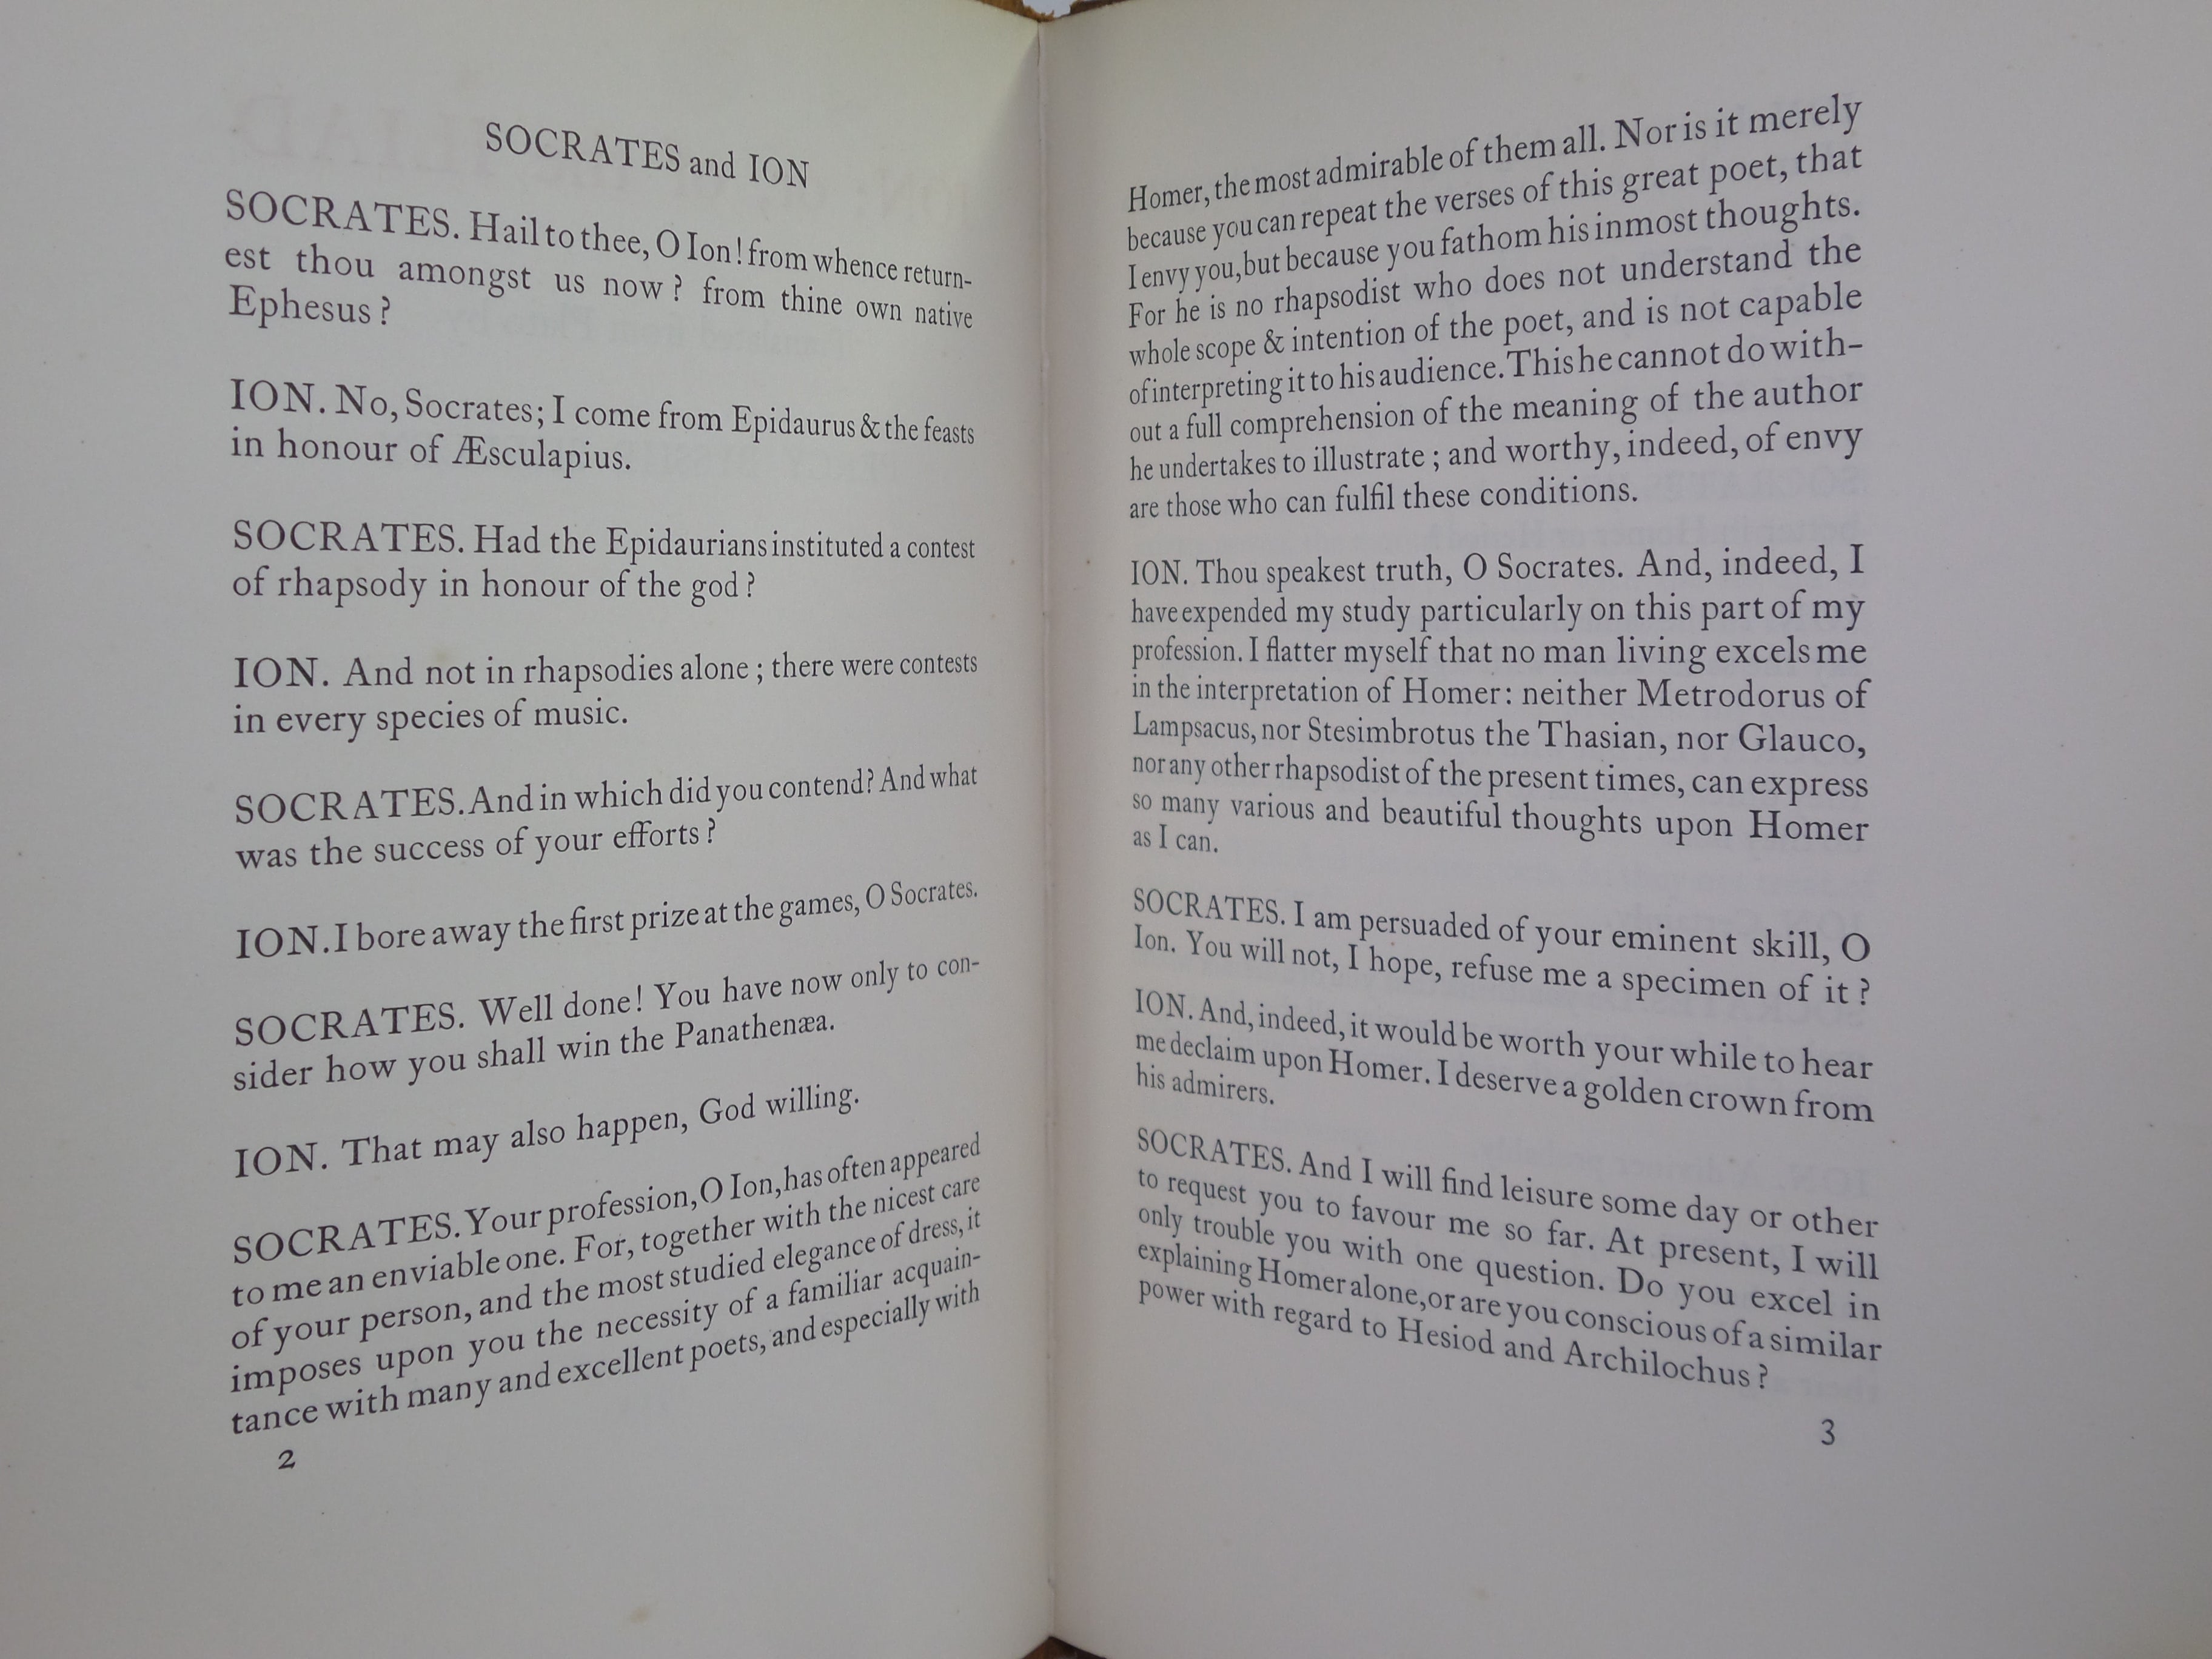 SOCRATES and ION
SOCRATES. Hail to thee, O Ion! from whence return-
est thou amongst us now? from thine own native
Ephesus?
ION. No, Socrates; I come from Epidaurus & the feasts
in honour of Æsculapius.
SOCRATES. Had the Epidaurians instituted a contest
of rhapsody in honour of the god?
ION. And not in rhapsodies alone; there were contests
in every species of music.
SOCRATES. And in which did you contend? And what
was the success of your efforts?
ION. I bore away the first prize at the games, O Socrates.
SOCRATES. Well done! You have now only to con-
sider how you shall win the Panathenæa.
ION. That may also happen, God willing.
SOCRATES. Your profession, O Ion, has often appeared
to me an enviable one. For, together with the nicest care
of your person, and the most studied elegance of dress, it
imposes upon you the necessity of a familiar acquain-
tance with many and excellent poets, and especially with
2
Homer, the most admirable of them all. Nor is it merely
because you can repeat the verses of this great poet, that
I envy you, but because you fathom his inmost thoughts.
For he is no rhapsodist who does not understand the
whole scope & intention of the poet, and is not capable
of interpreting it to his audience. This he cannot do with-
out a full comprehension of the meaning of the author
he undertakes to illustrate; and worthy, indeed, of envy
are those who can fulfil these conditions.
ION. Thou speakest truth, O Socrates. And, indeed, I
have expended my study particularly on this part of my
profession. I flatter myself that no man living excels me
in the interpretation of Homer: neither Metrodorus of
Lampsacus, nor Stesimbrotus the Thasian, nor Glauco,
nor any other rhapsodist of the present times, can express
so many various and beautiful thoughts upon Homer
as I can.
SOCRATES. I am persuaded of your eminent skill, O
Ion. You will not, I hope, refuse me a specimen of it?
ION. And, indeed, it would be worth your while to hear
me declaim upon Homer. I deserve a golden crown from
his admirers.
SOCRATES. And I will find leisure some day or other
to request you to favour me so far. At present, I will
only trouble you with one question. Do you excel in
explaining Homer alone, or are you conscious of a similar
power with regard to Hesiod and Archilochus?
3